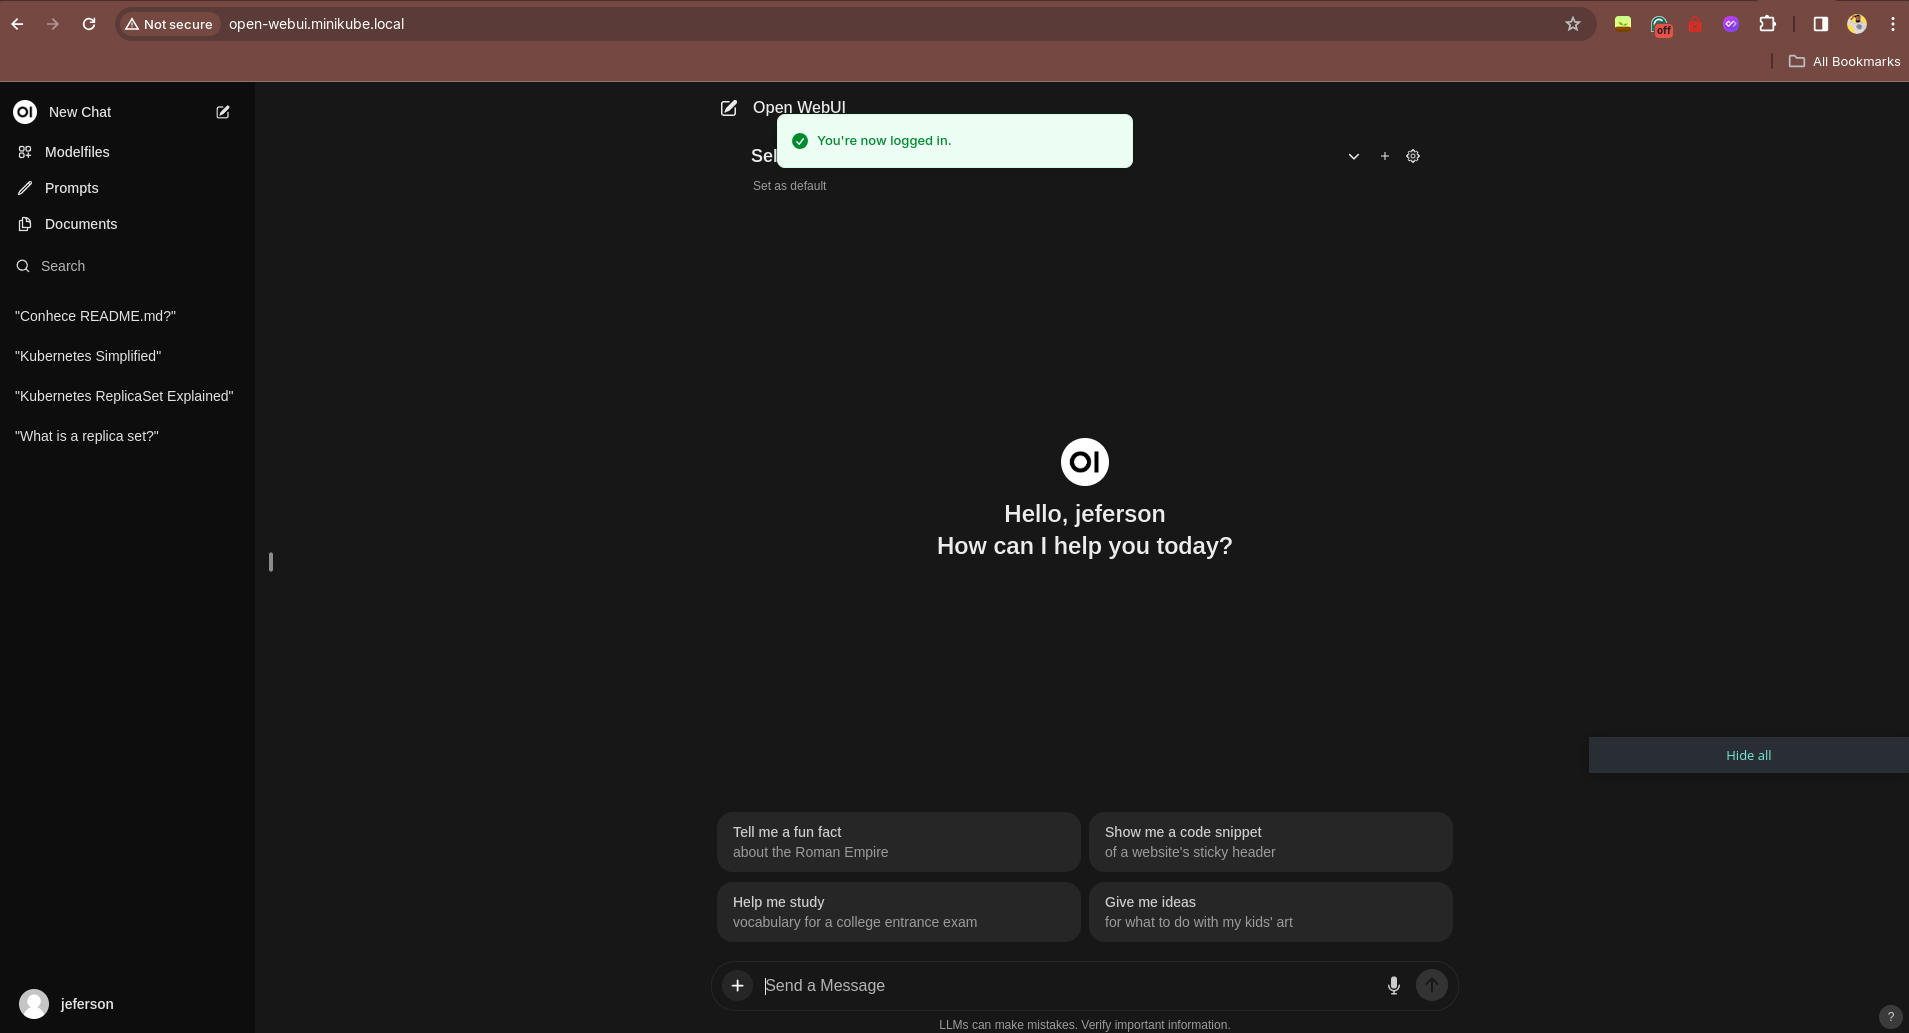 Not secure
open-webui.minikube.local
off
All Bookmarks
OI
New Chat
Modelfiles
Prompts
Documents
Search
"Conhece README.md?"
"Kubernetes Simplified"
"Kubernetes ReplicaSet Explained"
"What is a replica set?"
jeferson
Open WebUI
You're now logged in.
Sel
Set as default
OI
Hello, jeferson
How can I help you today?
Hide all
Tell me a fun fact
about the Roman Empire
Show me a code snippet
of a website's sticky header
Help me study
vocabulary for a college entrance exam
Give me ideas
for what to do with my kids' art
Send a Message
LLMs can make mistakes. Verify important information.
?